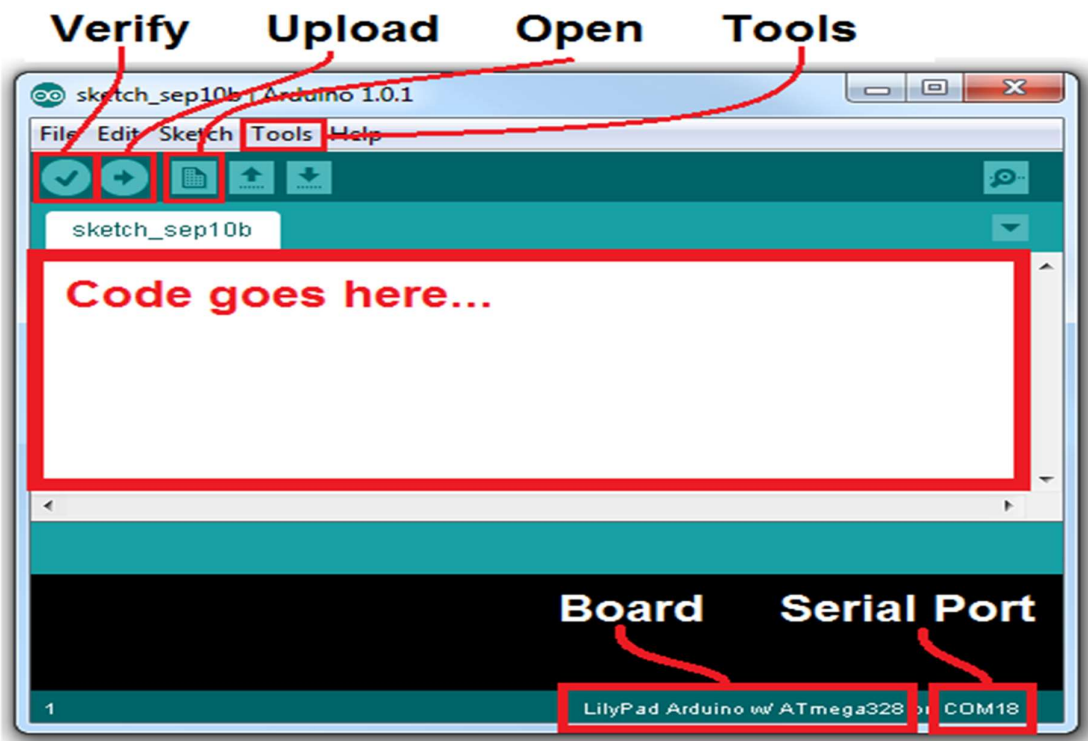 Verify Upload Open Tools
sketch_sep10b | Arduino 1.0.1
File Edit Sketch Tools Help
sketch_sep10b
Code goes here...
Board Serial Port
1 LilyPad Arduino w/ ATmega328 on COM18